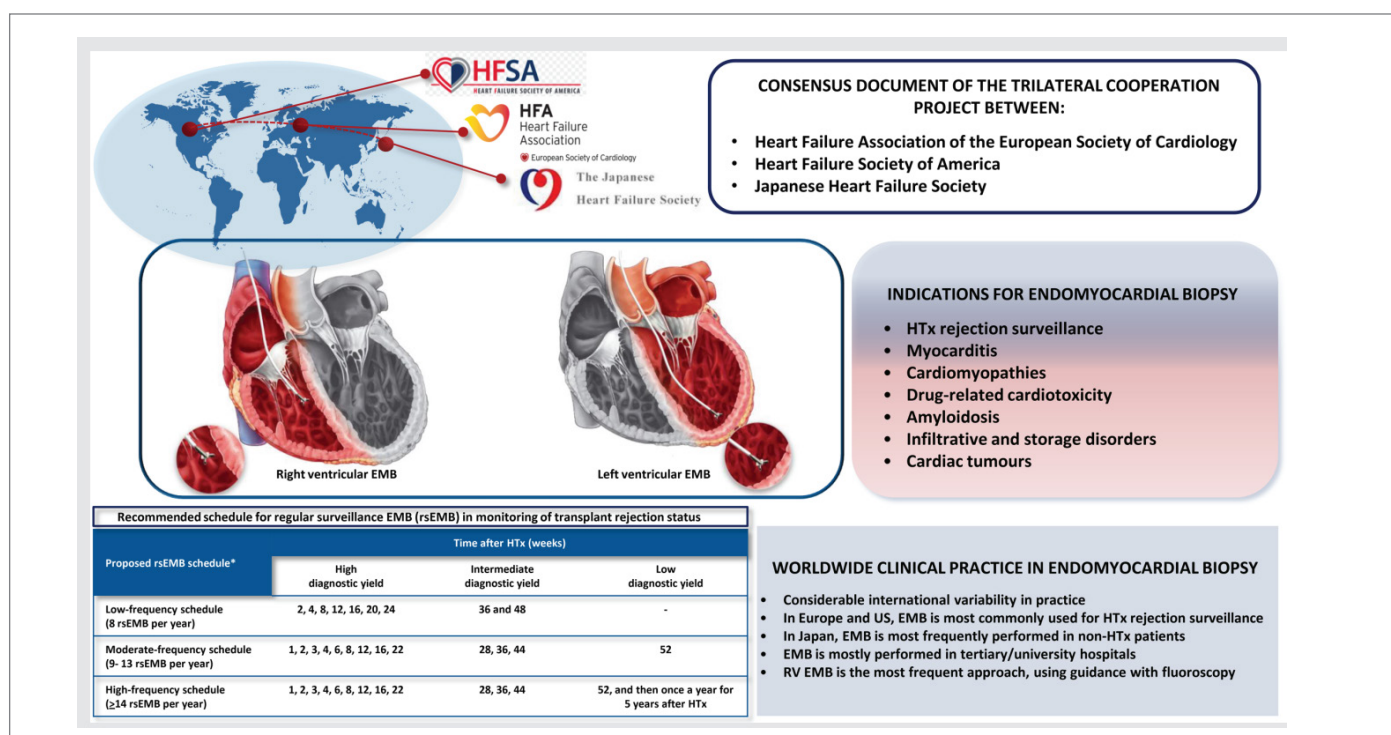 HFSA
HEART FAILURE SOCIETY OF AMERICA
HFA
Heart Failure
Association
European Society of Cardiology
The Japanese
Heart Failure Society
CONSENSUS DOCUMENT OF THE TRILATERAL COOPERATION
PROJECT BETWEEN:
• Heart Failure Association of the European Society of Cardiology
• Heart Failure Society of America
• Japanese Heart Failure Society
Right ventricular EMB
Left ventricular EMB
INDICATIONS FOR ENDOMYOCARDIAL BIOPSY
• HTx rejection surveillance
• Myocarditis
• Cardiomyopathies
• Drug-related cardiotoxicity
• Amyloidosis
• Infiltrative and storage disorders
• Cardiac tumours
Recommended schedule for regular surveillance EMB (rsEMB) in monitoring of transplant rejection status
Proposed rsEMB schedule*
Time after HTx (weeks)
High
diagnostic yield
Intermediate
diagnostic yield
Low
diagnostic yield
Low-frequency schedule
(8 rsEMB per year)
2, 4, 8, 12, 16, 20, 24
36 and 48
-
Moderate-frequency schedule
(9- 13 rsEMB per year)
1, 2, 3, 4, 6, 8, 12, 16, 22
28, 36, 44
52
High-frequency schedule
(≥14 rsEMB per year)
1, 2, 3, 4, 6, 8, 12, 16, 22
28, 36, 44
52, and then once a year for
5 years after HTx
WORLDWIDE CLINICAL PRACTICE IN ENDOMYOCARDIAL BIOPSY
• Considerable international variability in practice
• In Europe and US, EMB is most commonly used for HTx rejection surveillance
• In Japan, EMB is most frequently performed in non-HTx patients
• EMB is mostly performed in tertiary/university hospitals
• RV EMB is the most frequent approach, using guidance with fluoroscopy